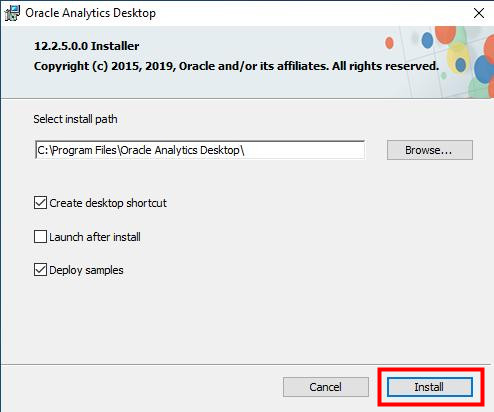 Oracle Analytics Desktop
12.2.5.0.0 Installer
Copyright (c) 2015, 2019, Oracle and/or its affiliates. All rights reserved.
Select install path
C:\Program Files\Oracle Analytics Desktop\
Browse...
Create desktop shortcut
Launch after install
Deploy samples
Cancel
Install